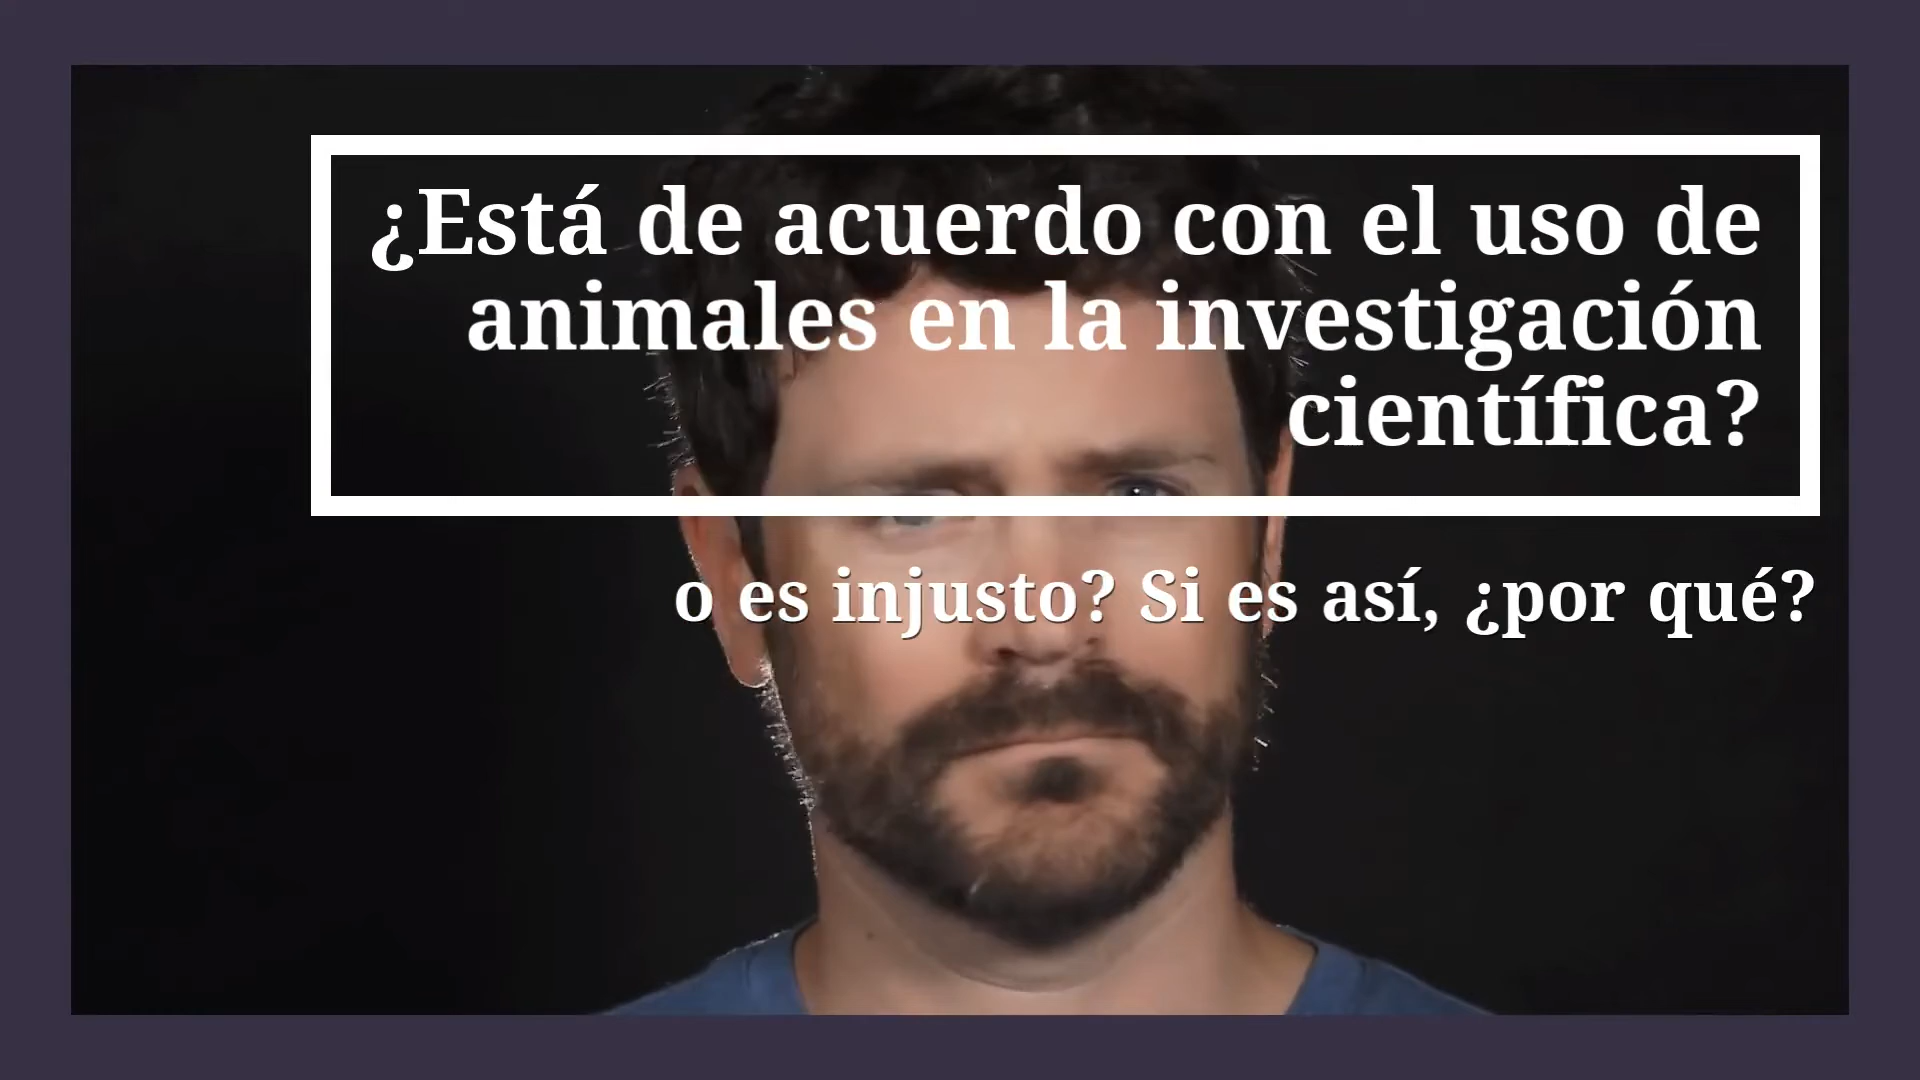 ¿Está de acuerdo con el uso de
animales en la investigación
científica?
o es injusto? Si es así, ¿por qué?